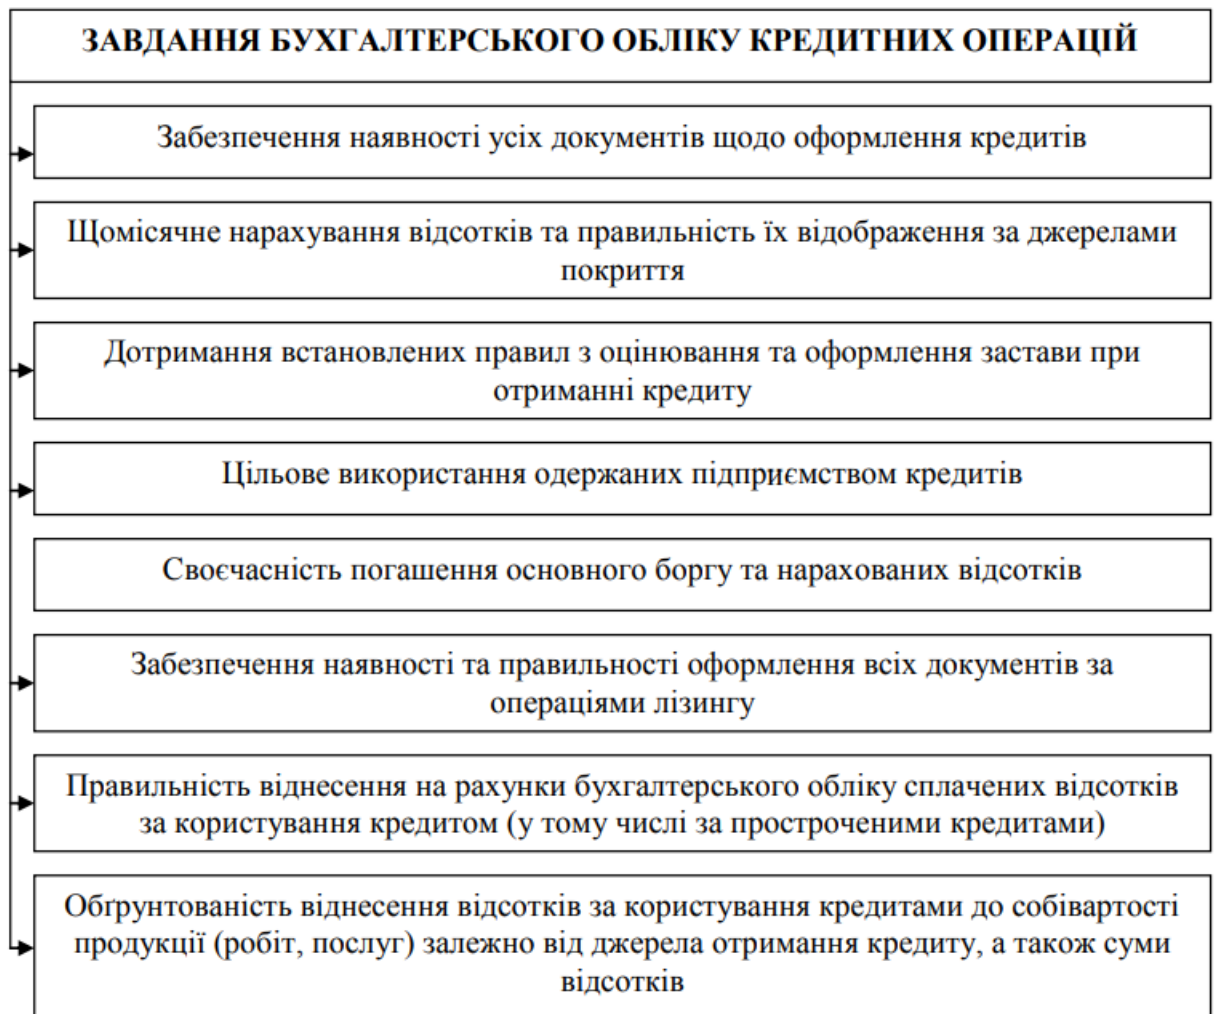 ЗАВДАННЯ БУХГАЛТЕРСЬКОГО ОБЛІКУ КРЕДИТНИХ ОПЕРАЦІЙ
Забезпечення наявності усіх документів щодо оформлення кредитів
Щомісячне нарахування відсотків та правильність їх відображення за джерелами
покриття
Дотримання встановлених правил з оцінювання та оформлення застави при
отриманні кредиту
Цільове використання одержаних підприємством кредитів
Своєчасність погашення основного боргу та нарахованих відсотків
Забезпечення наявності та правильності оформлення всіх документів за
операціями лізингу
Правильність віднесення на рахунки бухгалтерського обліку сплачених відсотків
за користування кредитом (у тому числі за простроченими кредитами)
Обґрунтованість віднесення відсотків за користування кредитами до собівартості
продукції (робіт, послуг) залежно від джерела отримання кредиту, а також суми
відсотків